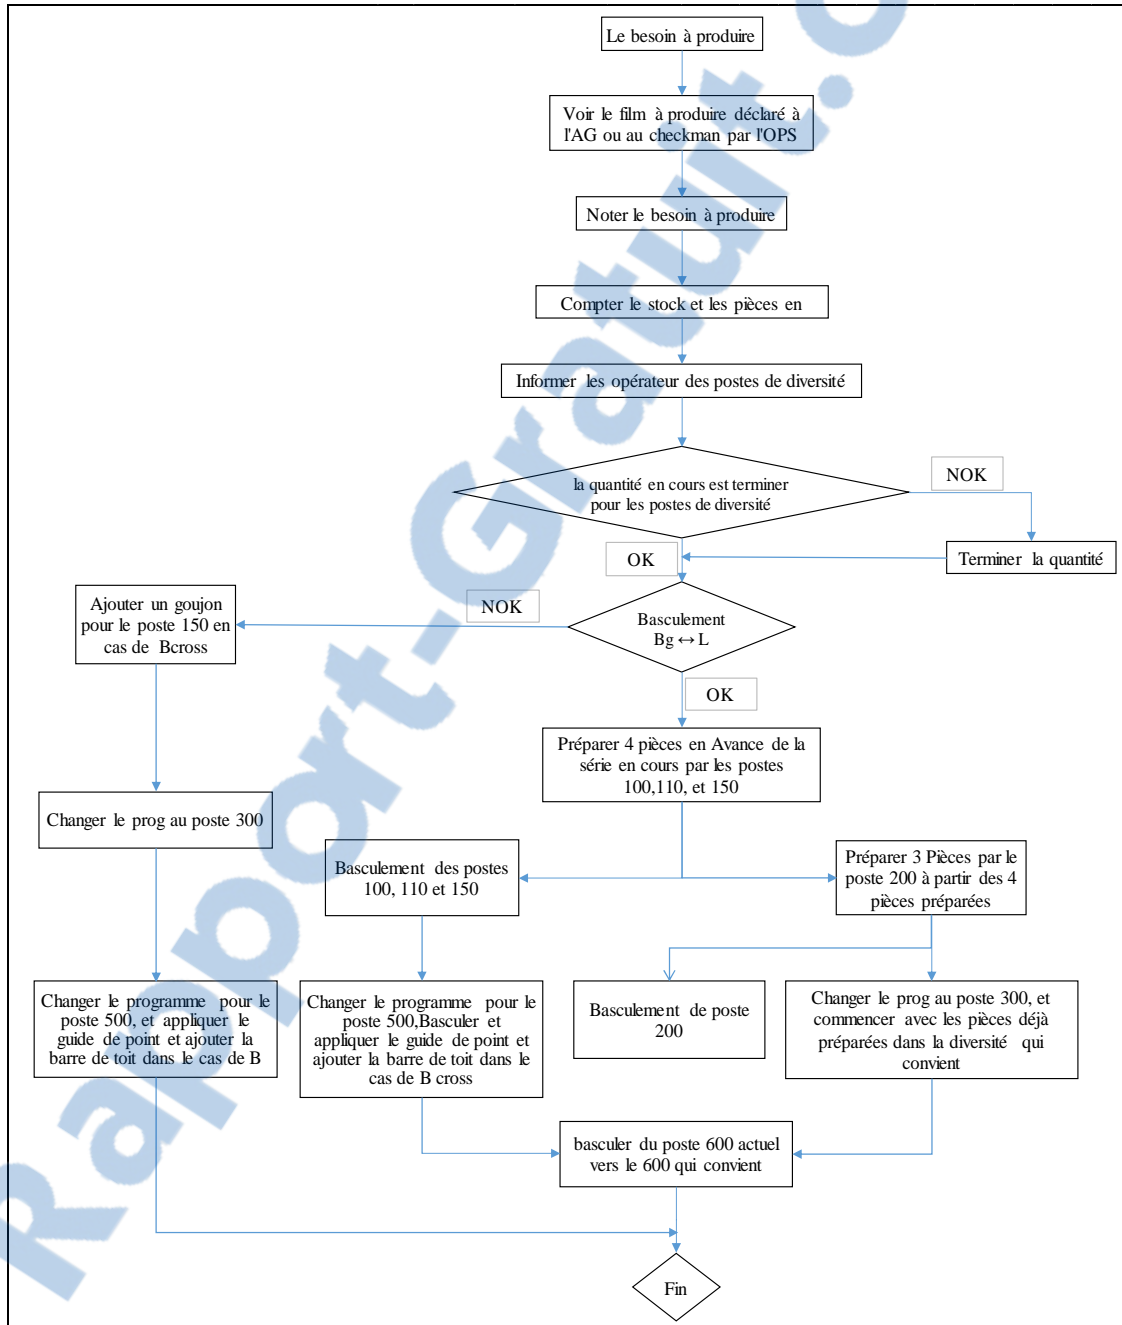 Le besoin à produire
Voir le film à produire déclaré à
l'AG ou au checkman par l'OPS
Noter le besoin à produire
Compter le stock et les pièces en
Informer les opérateur des postes de diversité
la quantité en cours est terminer
pour les postes de diversité
NOK
OK
Terminer la quantité
Ajouter un goujon
pour le poste 150 en
cas de Bcross
NOK
Basculement
Bg ↔ L
OK
Préparer 4 pièces en Avance de la
série en cours par les postes
100,110, et 150
Changer le prog au poste 300
Basculement des postes
100, 110 et 150
Préparer 3 Pièces par le
poste 200 à partir des 4
pièces préparées
Changer le programme pour le
poste 500, et appliquer le
guide de point et ajouter la
barre de toit dans le cas de B
Changer le programme pour le
poste 500,Basculer et
appliquer le guide de point et
ajouter la barre de toit dans le
cas de B cross
Basculement de poste
200
Changer le prog au poste 300, et
commencer avec les pièces déjà
préparées dans la diversité qui
convient
basculer du poste 600 actuel
vers le 600 qui convient
Fin
Rapport-Gratuit.c